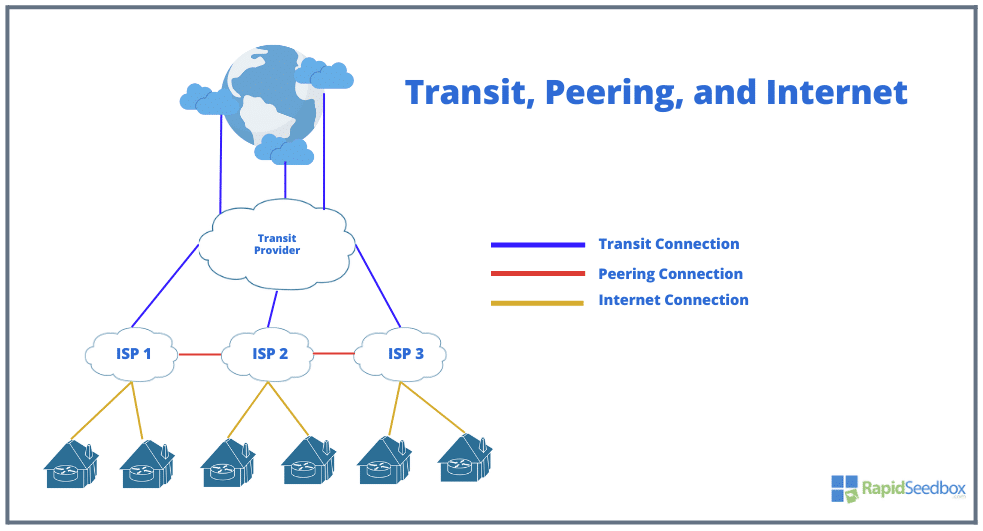 Transit, Peering, and Internet
Transit
Provider
Transit Connection
Peering Connection
Internet Connection
ISP 1
ISP 2
ISP 3
RapidSeedbox
.com